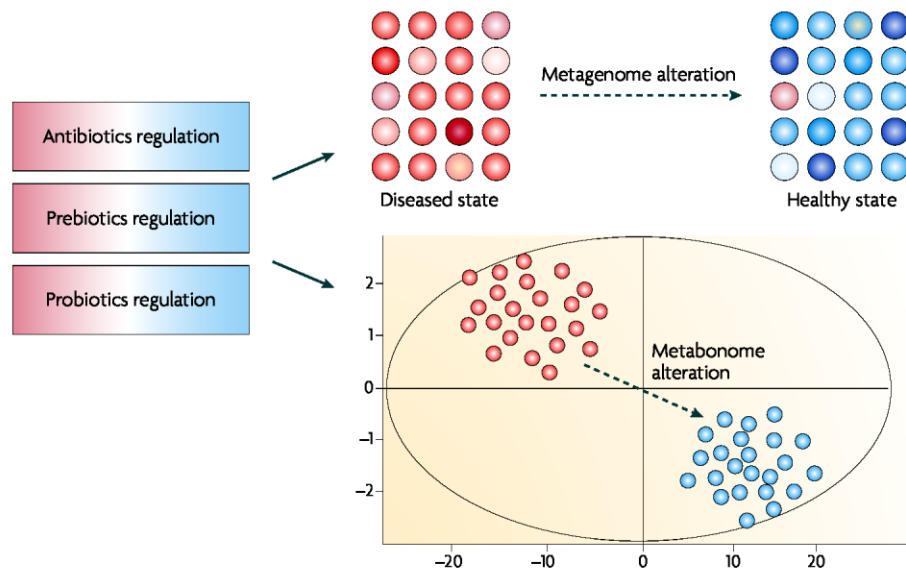 Antibiotics regulation
Prebiotics regulation
Probiotics regulation
Metagenome alteration
Diseased state
Healthy state
Metabonome
alteration
2
1
0
−1
−2
−20
−10
0
10
20